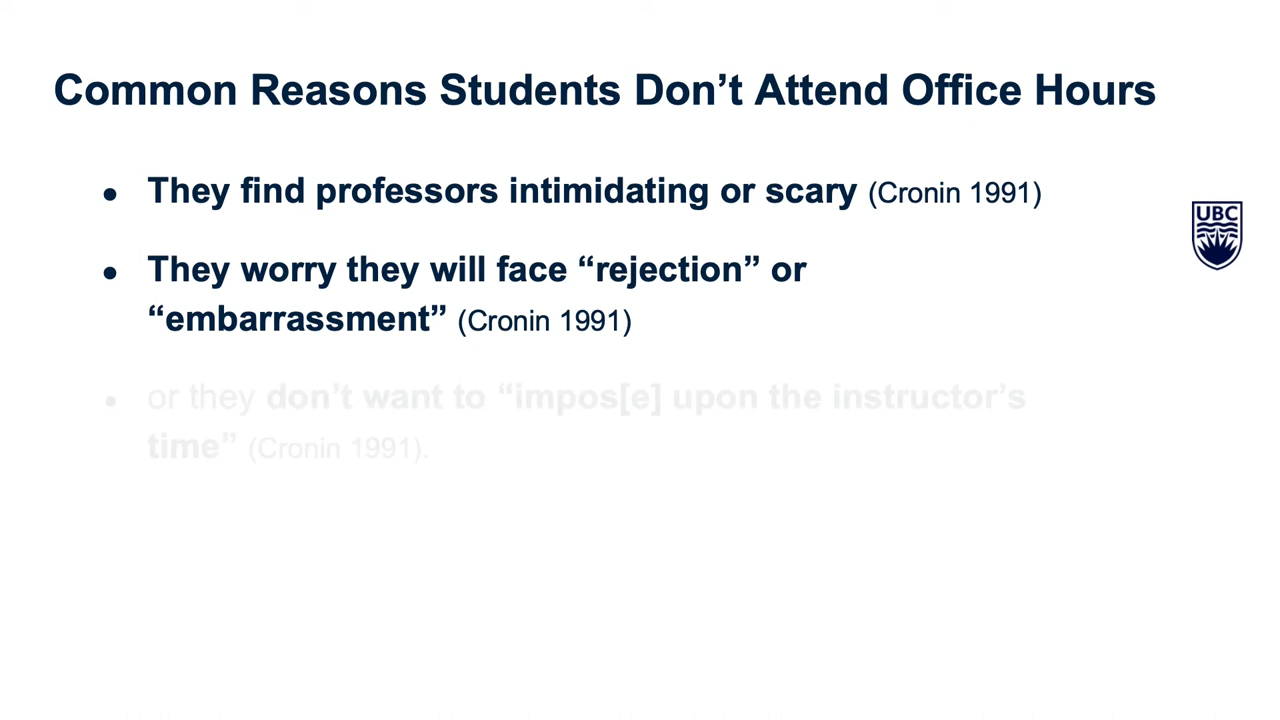 Common Reasons Students Don’t Attend Office Hours
● They find professors intimidating or scary (Cronin 1991)
● They worry they will face “rejection” or
“embarrassment” (Cronin 1991)
● or they don’t want to “impos[e] upon the instructor’s
time” (Cronin 1991).
UBC